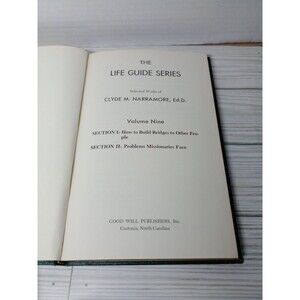 THE
LIFE GUIDE SERIES
Selected Works of
CLYDE M. NARRAMORE, Ed.D.
Volume Nine
SECTION I: How to Build Bridges to Other Peo-
ple
SECTION II: Problems Missionaries Face
GOOD WILL PUBLISHERS, Inc.
Gastonia, North Carolina